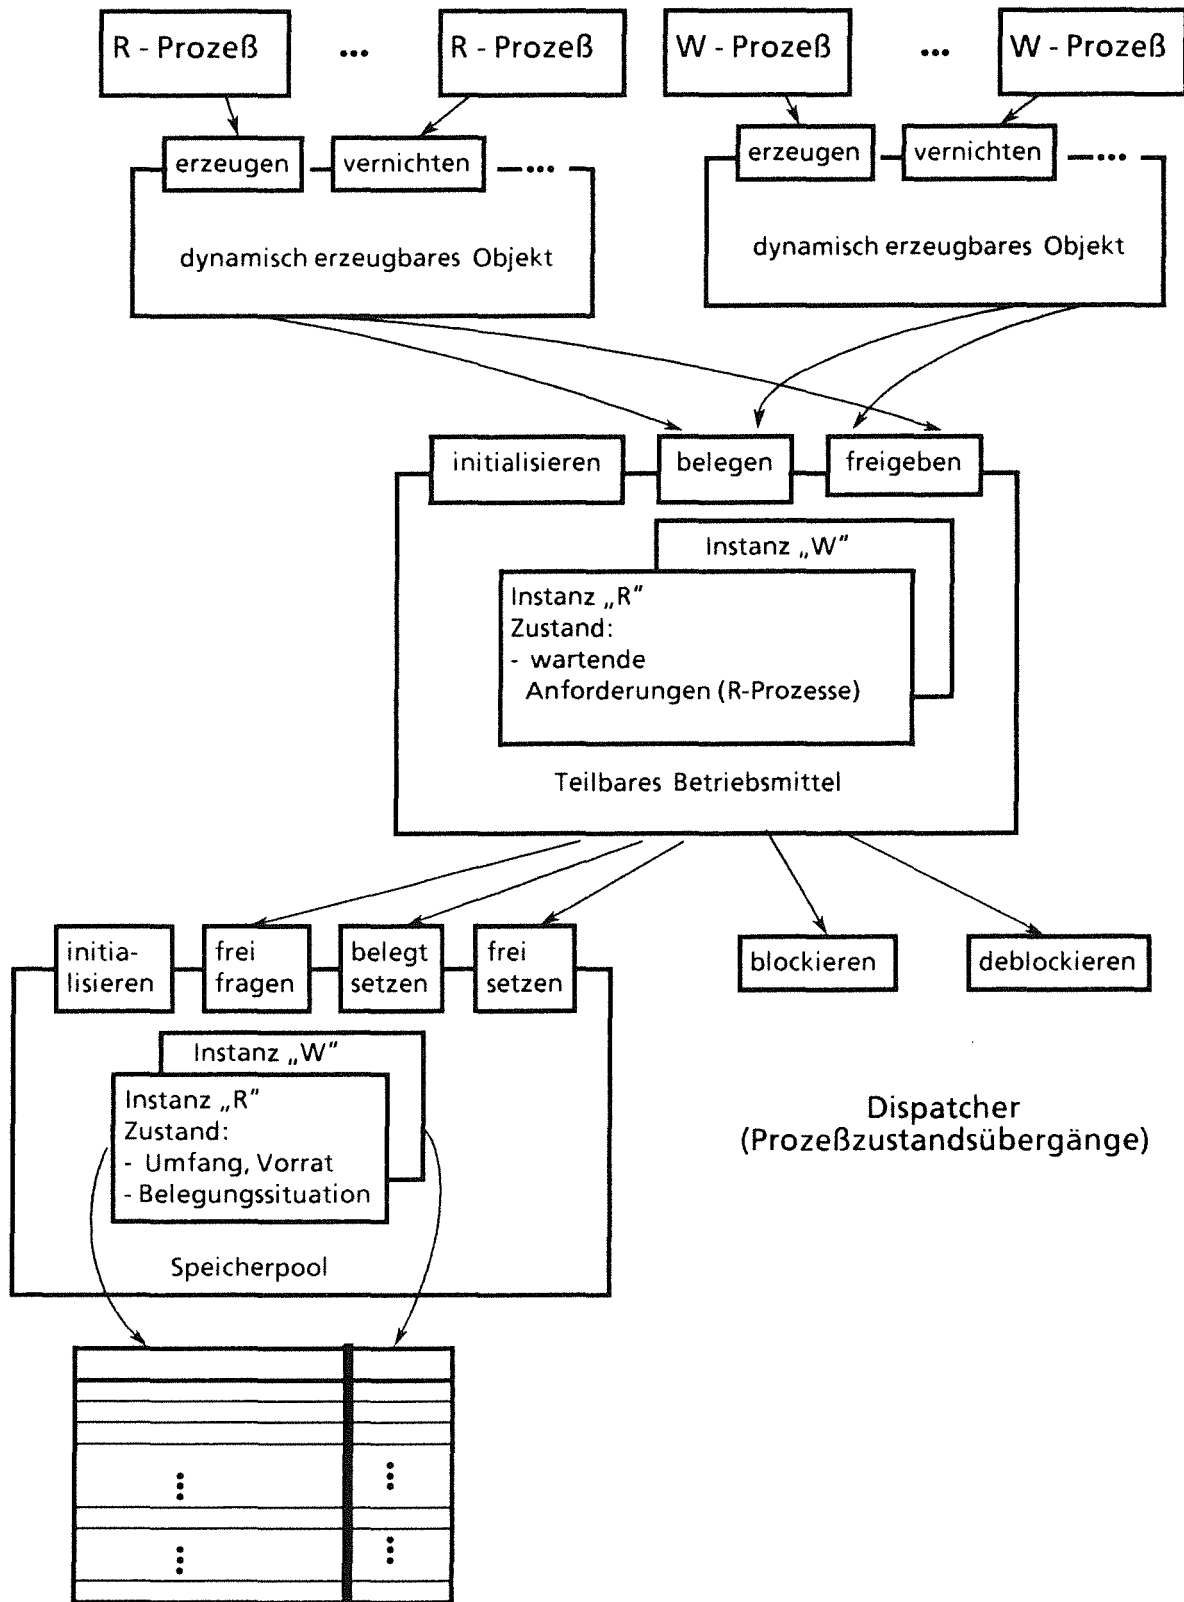 R - Prozeß ... R - Prozeß W - Prozeß ... W - Prozeß
erzeugen vernichten ...
dynamisch erzeugbares Objekt
erzeugen vernichten ...
dynamisch erzeugbares Objekt
initialisieren belegen freigeben
Instanz „W"
Instanz „R"
Zustand:
- wartende
Anforderungen (R-Prozesse)
Teilbares Betriebsmittel
initia-
lisieren
frei
fragen
belegt
setzen
frei
setzen
blockieren deblockieren
Instanz „W"
Instanz „R"
Zustand:
- Umfang, Vorrat
- Belegungssituation
Speicherpool
Dispatcher
(Prozeßzustandsübergänge)